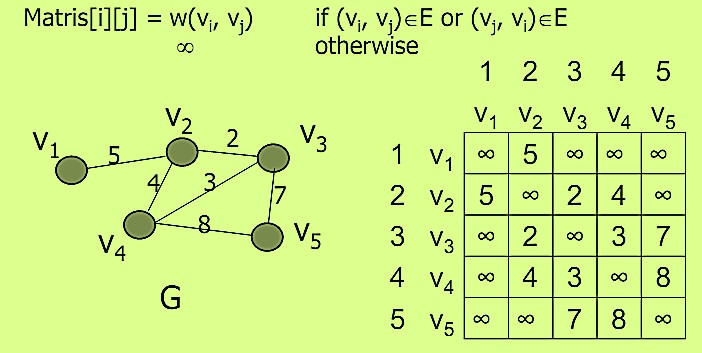 Matris[i][j] = w(vᵢ, vⱼ) if (vᵢ, vⱼ)∈E or (vⱼ, vᵢ)∈E
∞ otherwise
1 2 3 4 5
V₁ V₂ V₃ V₄ V₅
1 V₁ ∞ 5 ∞ ∞ ∞
2 V₂ 5 ∞ 2 4 ∞
3 V₃ ∞ 2 ∞ 3 7
4 V₄ ∞ 4 3 ∞ 8
5 V₅ ∞ ∞ 7 8 ∞
V₂
V₁ 5 2 V₃
4 3 7
V₄ 8 V₅
G